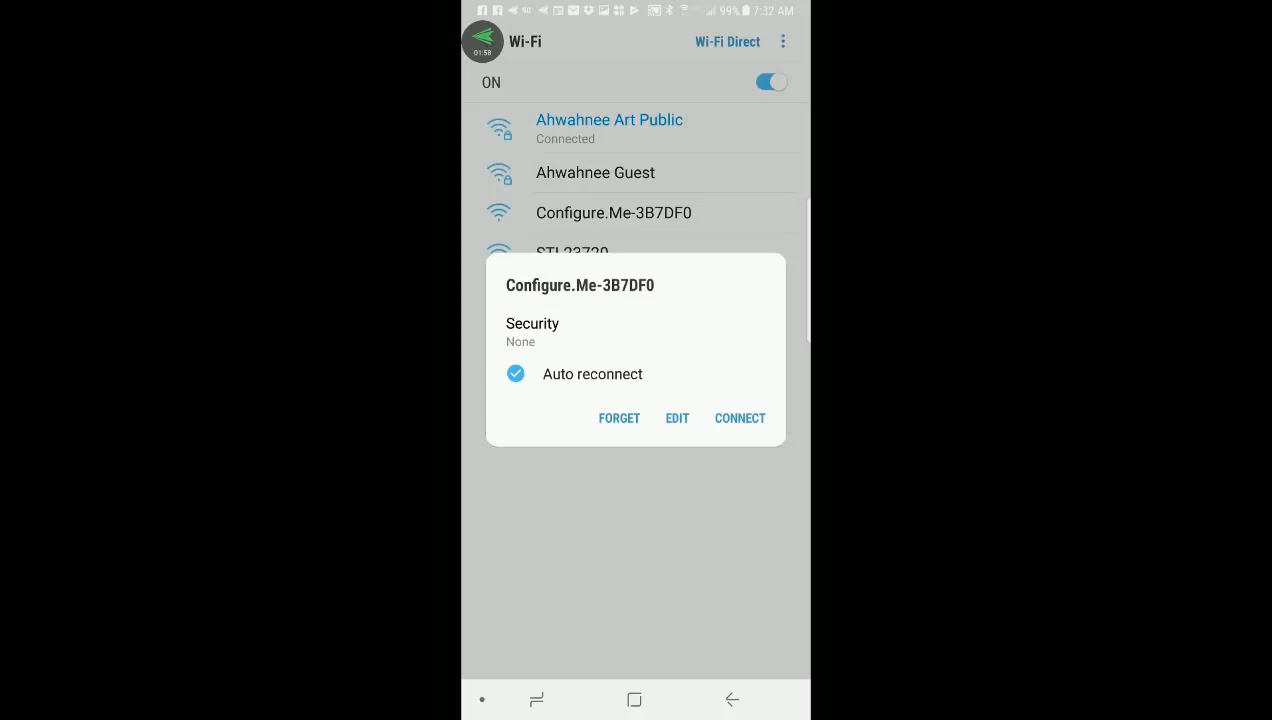 99% 7:32 AM
01:58
Wi-Fi
Wi-Fi Direct
ON
Ahwahnee Art Public
Connected
Ahwahnee Guest
Configure.Me-3B7DF0
STL23720
Configure.Me-3B7DF0
Security
None
Auto reconnect
FORGET EDIT CONNECT